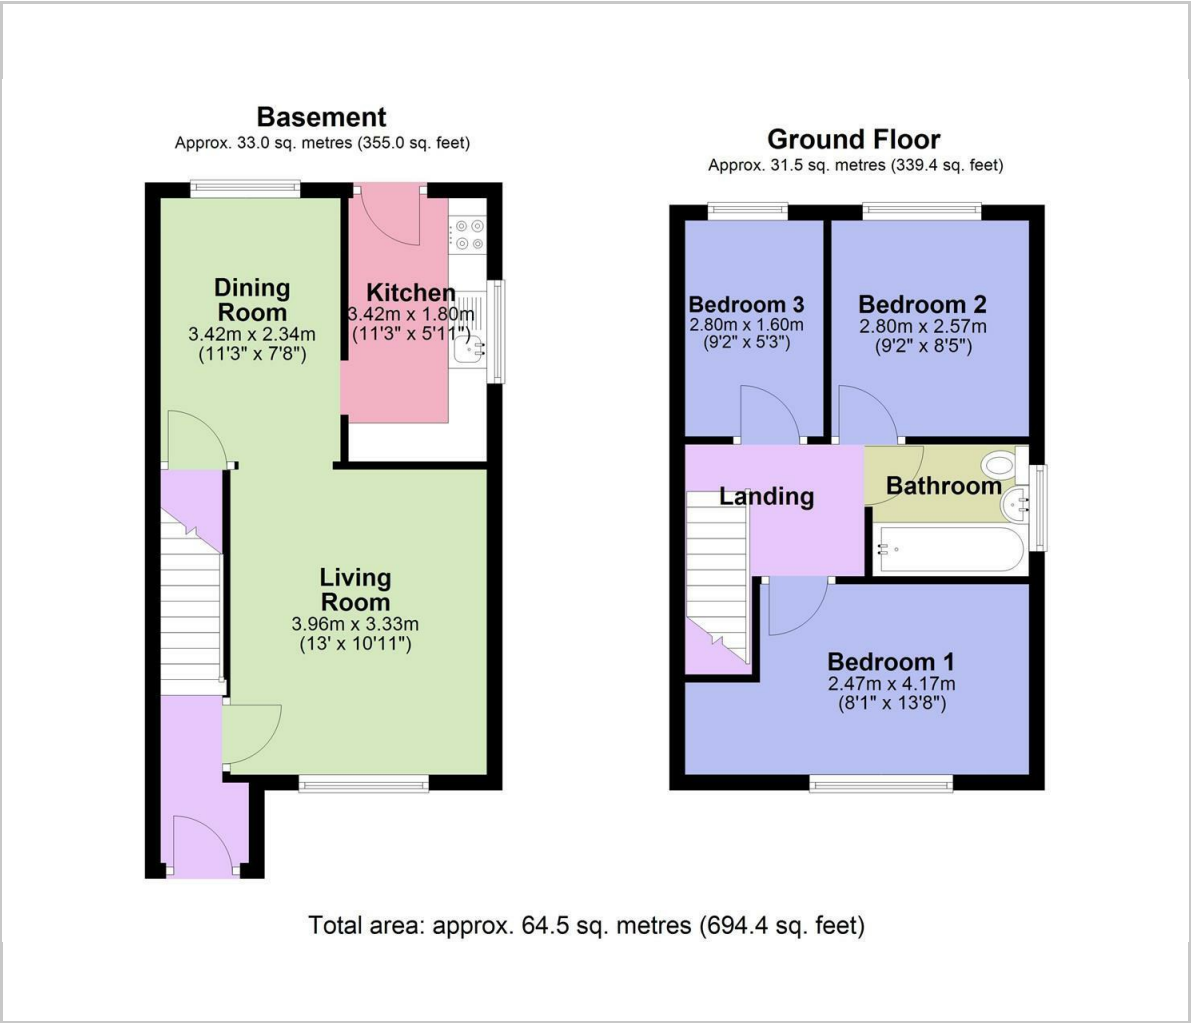 Basement
Approx. 33.0 sq. metres (355.0 sq. feet)
Dining
Room
3.42m x 2.34m
(11'3" x 7'8")
Kitchen
3.42m x 1.80m
(11'3" x 5'11")
Living
Room
3.96m x 3.33m
(13' x 10'11")
Ground Floor
Approx. 31.5 sq. metres (339.4 sq. feet)
Bedroom 3
2.80m x 1.60m
(9'2" x 5'3")
Bedroom 2
2.80m x 2.57m
(9'2" x 8'5")
Landing
Bathroom
Bedroom 1
2.47m x 4.17m
(8'1" x 13'8")
Total area: approx. 64.5 sq. metres (694.4 sq. feet)